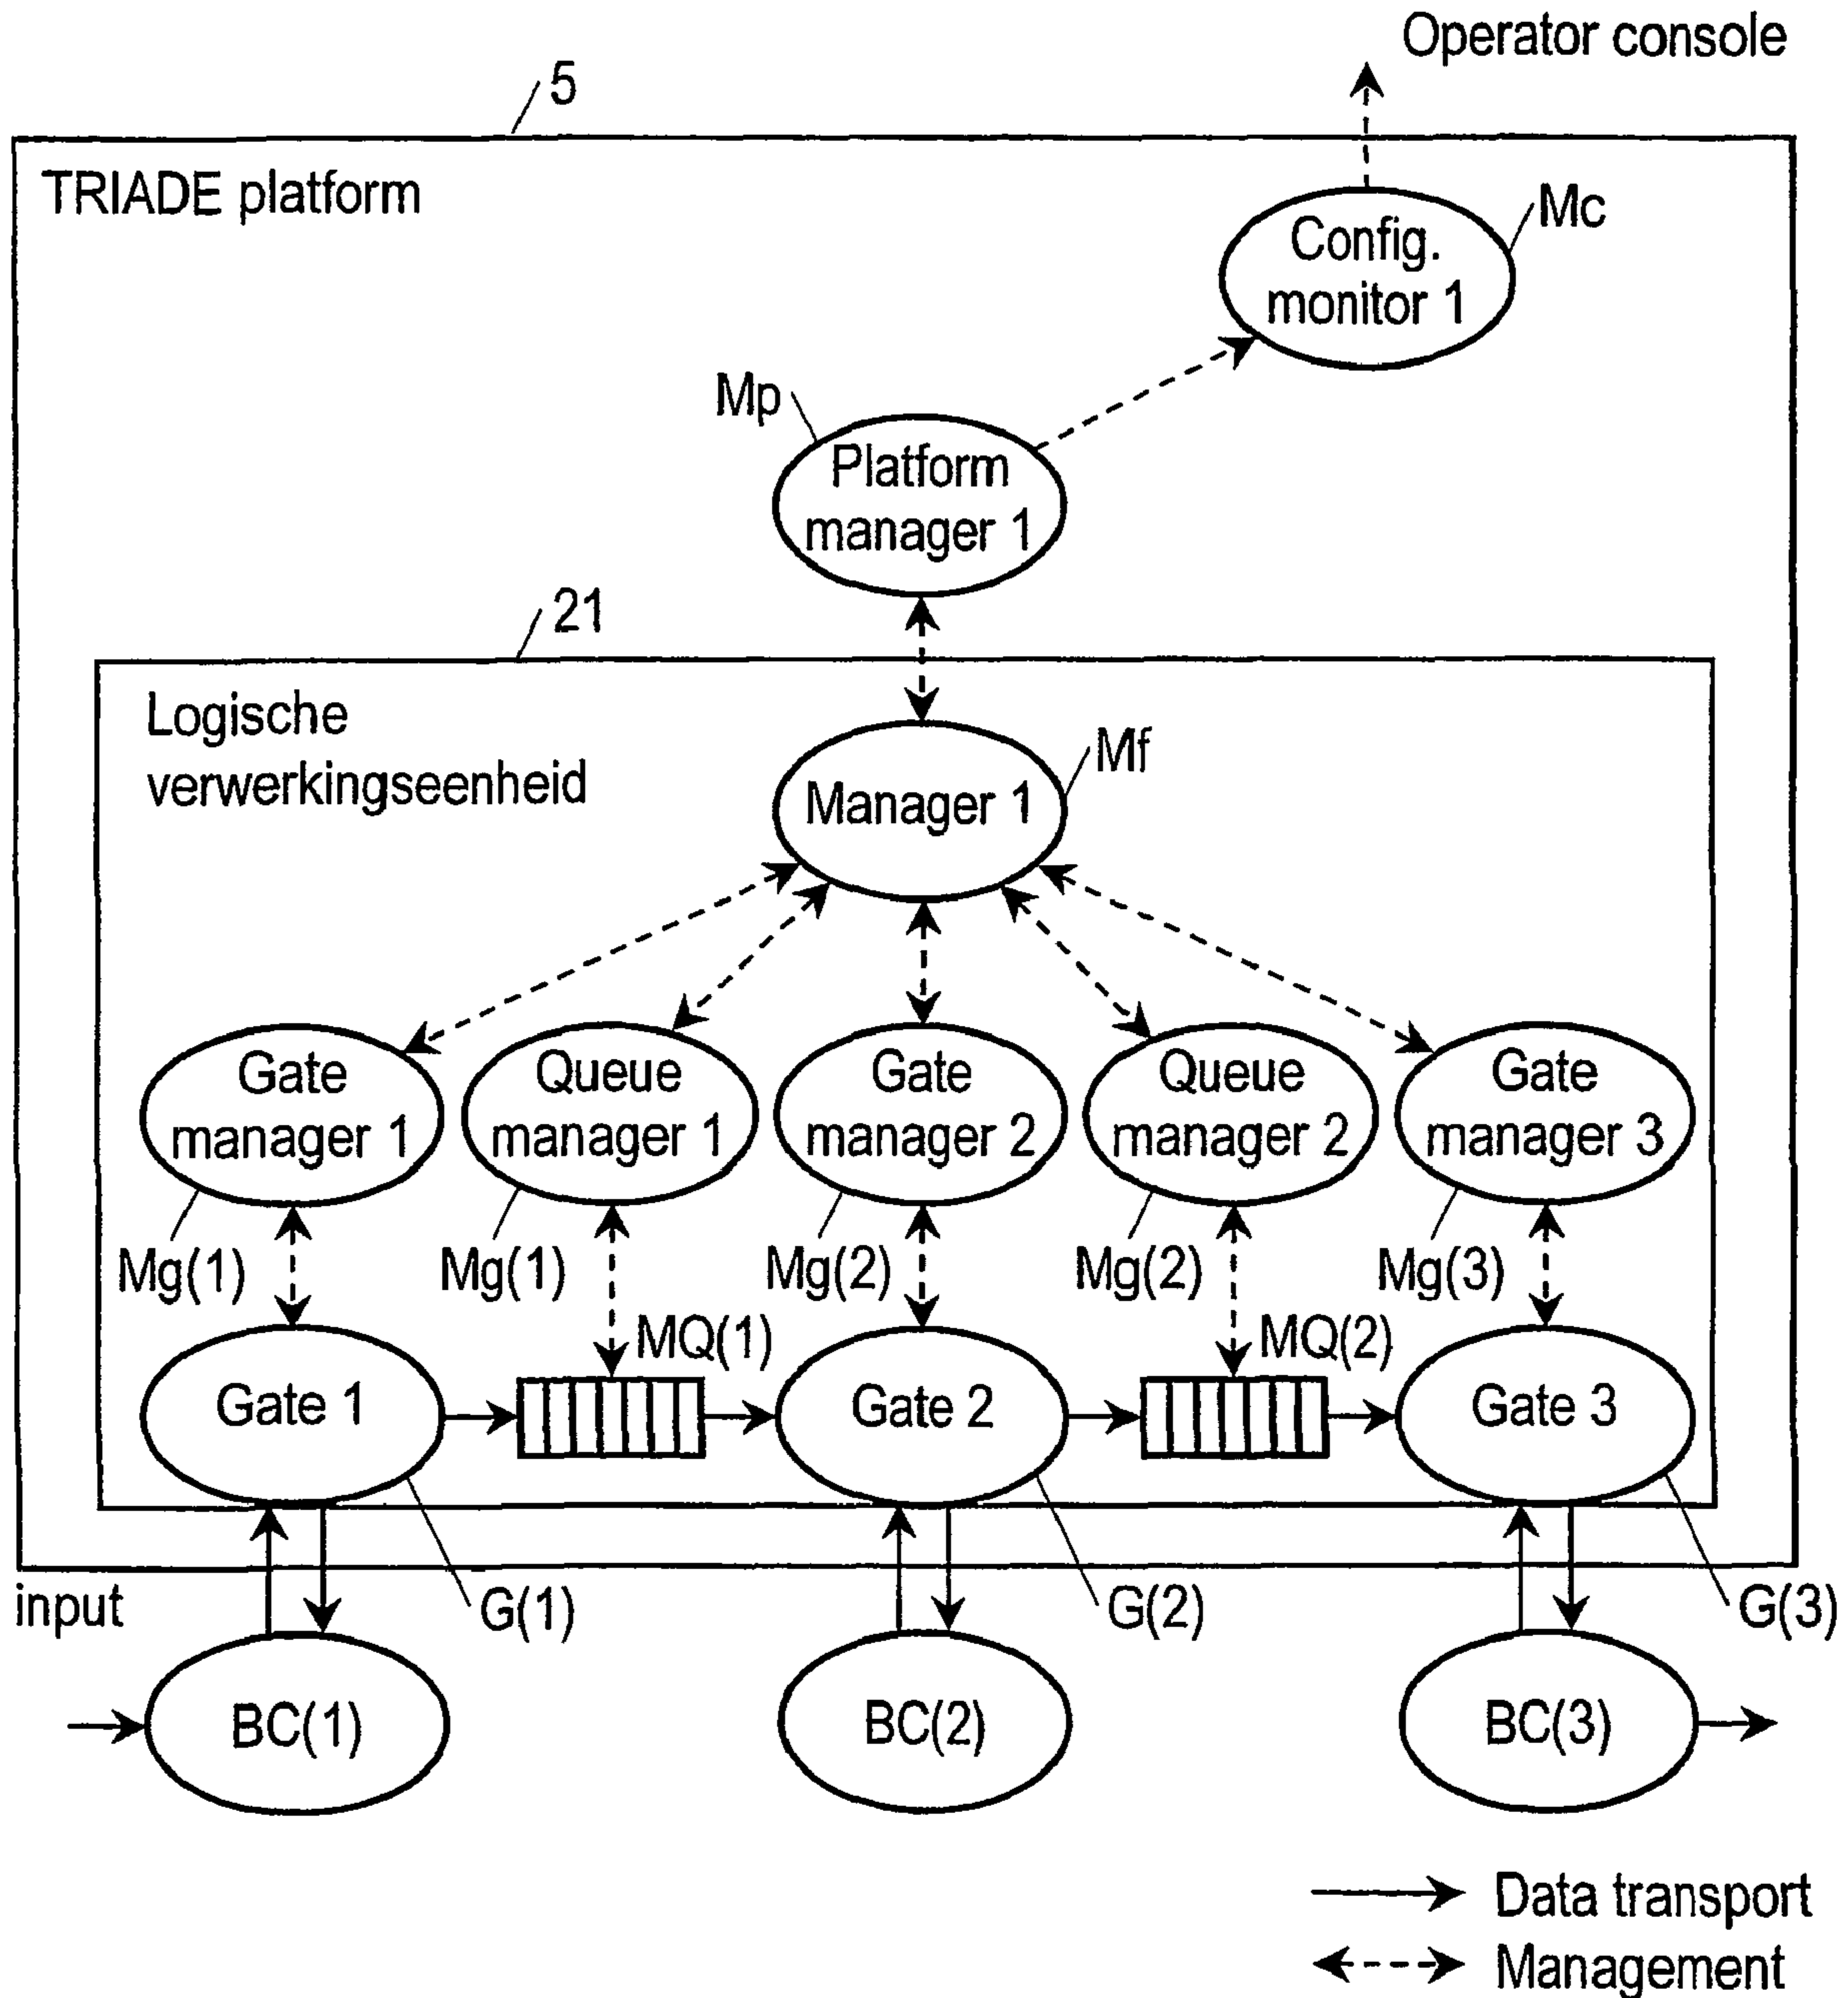 Operator console
5
TRIADE platform
Mc
Config.
monitor 1
Mp
Platform
manager 1
21
Logische
verwerkingseenheid
Mf
Manager 1
Gate
manager 1
Queue
manager 1
Gate
manager 2
Queue
manager 2
Gate
manager 3
Mg(1)
Mg(1)
Mg(2)
Mg(2)
Mg(3)
MQ(1)
MQ(2)
Gate 1
Gate 2
Gate 3
input
G(1)
G(2)
G(3)
BC(1)
BC(2)
BC(3)
Data transport
Management